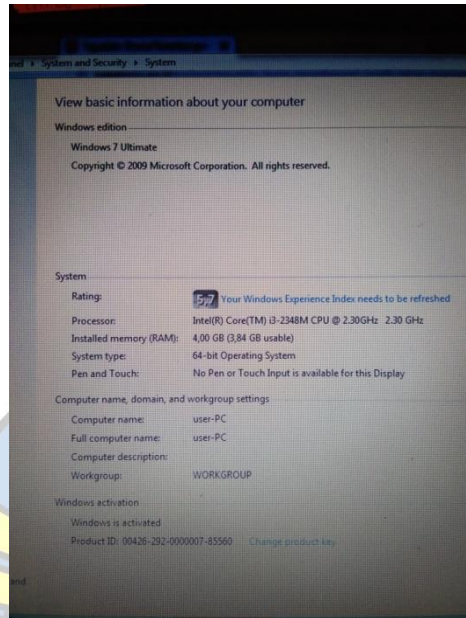 System and Security ▸ System
View basic information about your computer
Windows edition
Windows 7 Ultimate
Copyright © 2009 Microsoft Corporation. All rights reserved.
System
Rating: 5,7 Your Windows Experience Index needs to be refreshed
Processor: Intel(R) Core(TM) i3-2348M CPU @ 2.30GHz 2.30 GHz
Installed memory (RAM): 4,00 GB (3,84 GB usable)
System type: 64-bit Operating System
Pen and Touch: No Pen or Touch Input is available for this Display
Computer name, domain, and workgroup settings
Computer name: user-PC
Full computer name: user-PC
Computer description:
Workgroup: WORKGROUP
Windows activation
Windows is activated
Product ID: 00426-292-0000007-85560 Change product key
and